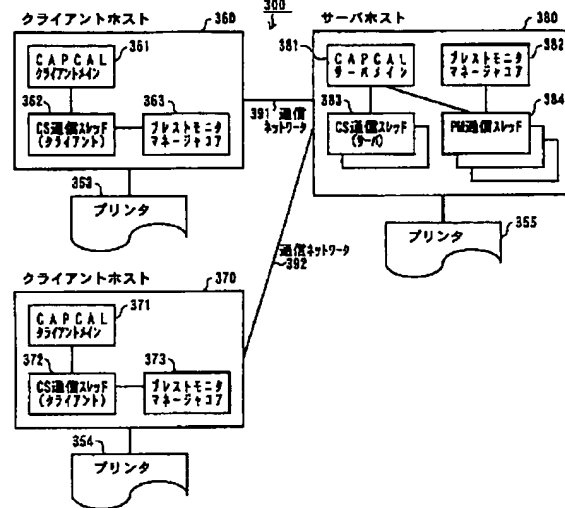 300
クライアントホスト 360
CAPCAL
クライアントメイン
361
362
CS通信スレッド
(クライアント)
363
プレストモニタ
マネージャコア
353
プリンタ
391 通信
ネットワーク
サーバホスト 380
381
CAPCAL
サーバメイン
382
プレストモニタ
マネージャコア
383
CS通信スレッド
(サーバ)
384
PM通信スレッド
プリンタ
355
通信ネットワーク
392
クライアントホスト 370
CAPCAL
クライアントメイン
371
372
CS通信スレッド
(クライアント)
373
プレストモニタ
マネージャコア
354
プリンタ